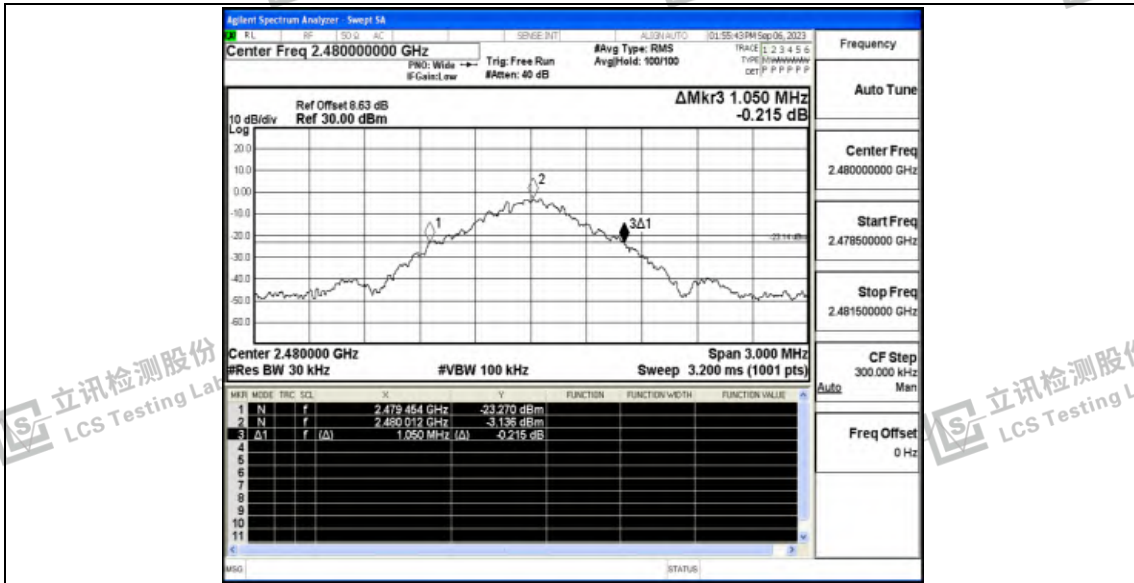 Agilent Spectrum Analyzer - Swept SA
RL RF 50 Ω AC SENSE:INT ALIGN AUTO 01:55:43 PM Sep 06, 2023
Center Freq 2.480000000 GHz
PNO: Wide
IFGain:Low
Trig: Free Run
#Atten: 40 dB
#Avg Type: RMS
Avg|Hold: 100/100
TRACE 1 2 3 4 5 6
TYPE MWWWWW
DET P P P P P P
ΔMkr3 1.050 MHz
-0.215 dB
Ref Offset 8.63 dB
10 dB/div Ref 30.00 dBm
Log
20.0
10.0
0.00
-10.0
-20.0
-30.0
-40.0
-50.0
-60.0
1
2
3Δ1
-23.14 dBm
Center 2.480000 GHz Span 3.000 MHz
#Res BW 30 kHz #VBW 100 kHz Sweep 3.200 ms (1001 pts)
MKR MODE TRC SCL X Y FUNCTION FUNCTION WIDTH FUNCTION VALUE
1 N f 2.479 454 GHz -23.270 dBm
2 N f 2.480 012 GHz -3.136 dBm
3 Δ1 f (Δ) 1.050 MHz (Δ) -0.215 dB
4
5
6
7
8
9
10
11
MSG STATUS
Frequency
Auto Tune
Center Freq
2.480000000 GHz
Start Freq
2.478500000 GHz
Stop Freq
2.481500000 GHz
CF Step
300.000 kHz
Auto Man
Freq Offset
0 Hz
立讯检测股份
LCS Testing Lab
立讯检测股份
LCS Testing L